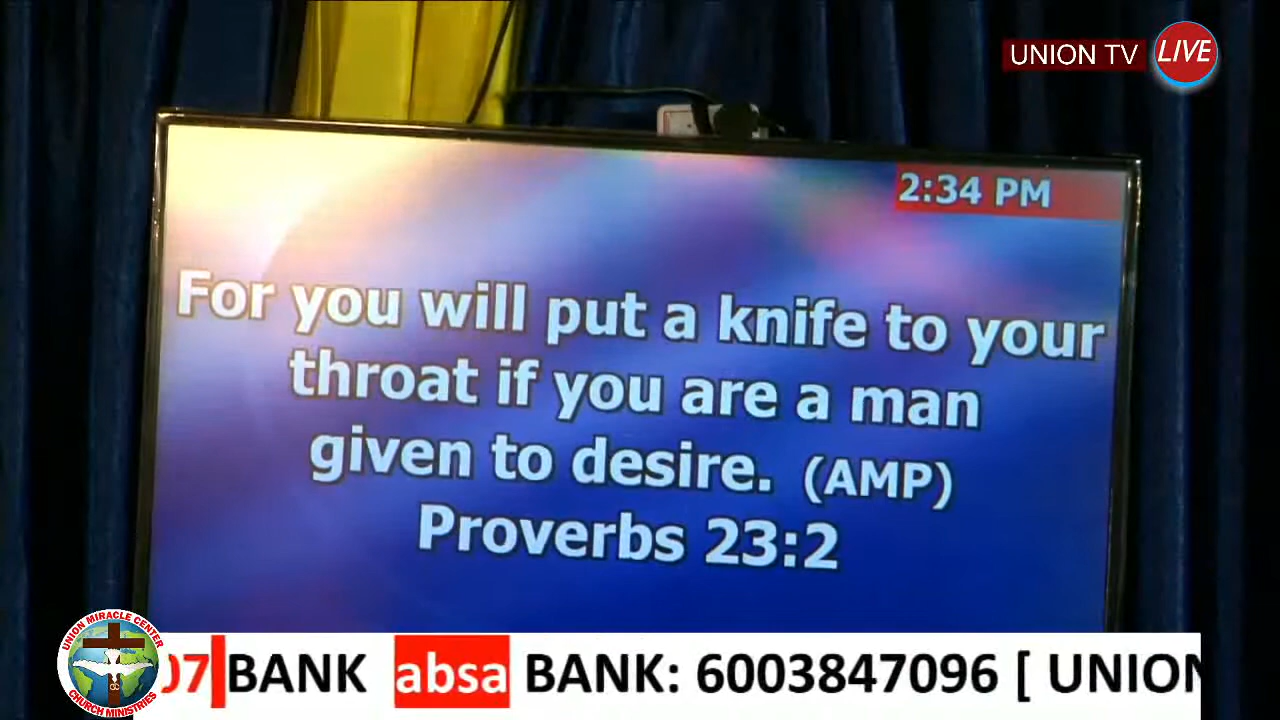 UNION TV LIVE
2:34 PM
For you will put a knife to your
throat if you are a man
given to desire. (AMP)
Proverbs 23:2
UNION MIRACLE CENTER
CHURCH MINISTRIES
07 BANK absa BANK: 6003847096 [ UNION